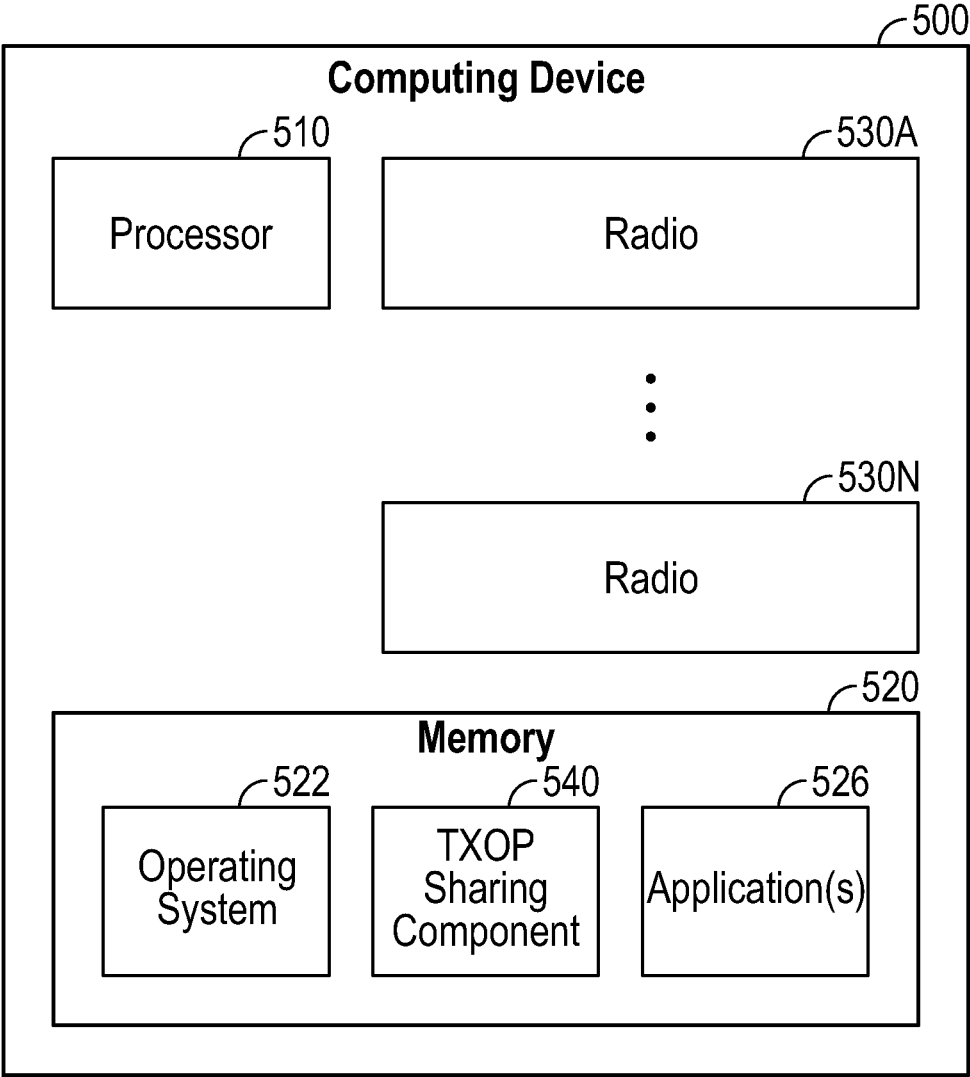 500
Computing Device
510
530A
Processor
Radio
530N
Radio
520
Memory
522
540
526
Operating
System
TXOP
Sharing
Component
Application(s)